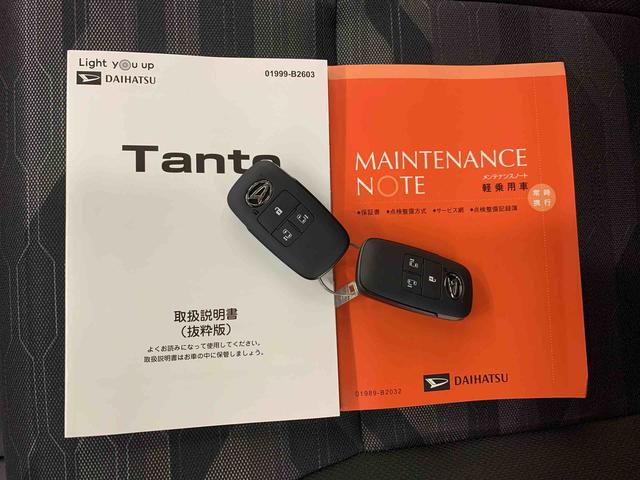 Light you up
DAIHATSU
01999-B2603
Tanto
取扱説明書
(抜粋版)
よくお読みになって使用してください。
取扱説明書はお車の中に保管しましょう。
MAINTENANCE
NOTE
メンテナンスノート
軽乗用車
常時
携行
●保証書 ●点検整備方式 ●サービス網 ●点検整備記録簿
DAIHATSU
01989-B2032